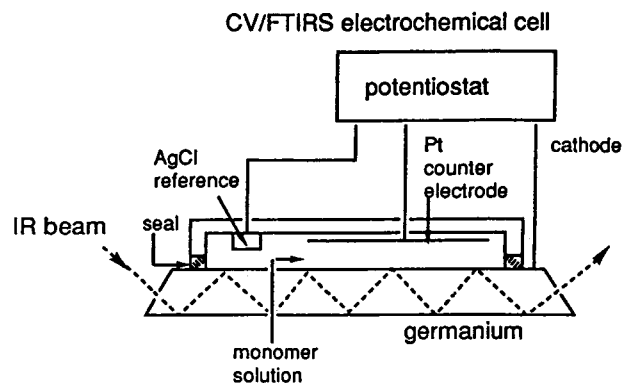 CV/FTIRS electrochemical cell
potentiostat
AgCl
reference
Pt
counter
electrode
cathode
IR beam
seal
germanium
monomer
solution